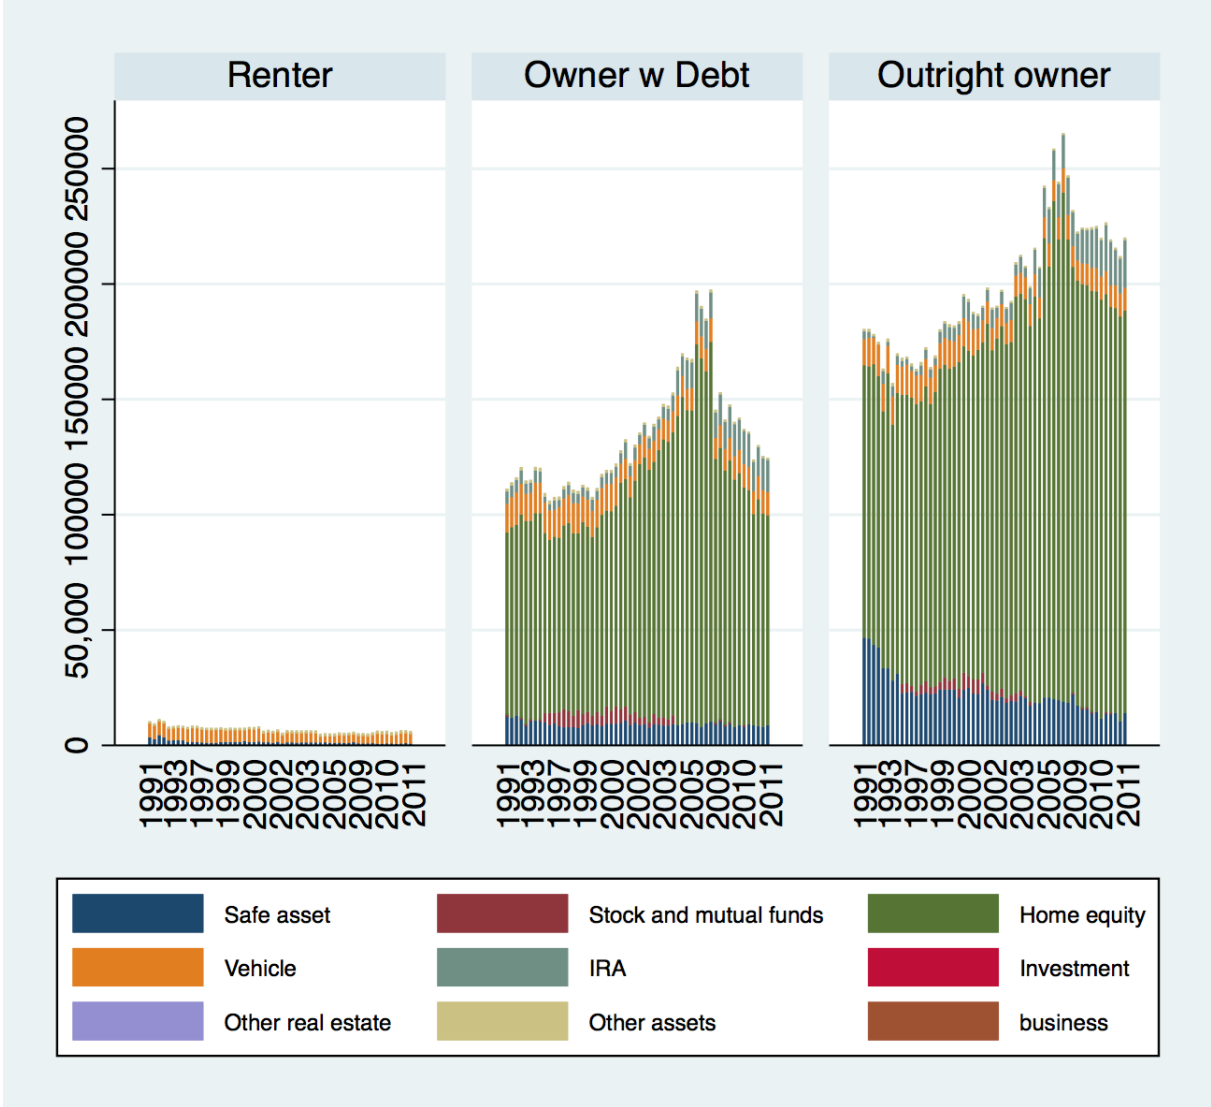 Renter Owner w Debt Outright owner
250000
200000
150000
100000
50,000
0
1991 1993 1997 1999 2000 2002 2003 2005 2009 2010 2011
1991 1993 1997 1999 2000 2002 2003 2005 2009 2010 2011
1991 1993 1997 1999 2000 2002 2003 2005 2009 2010 2011
Safe asset Stock and mutual funds Home equity
Vehicle IRA Investment
Other real estate Other assets business